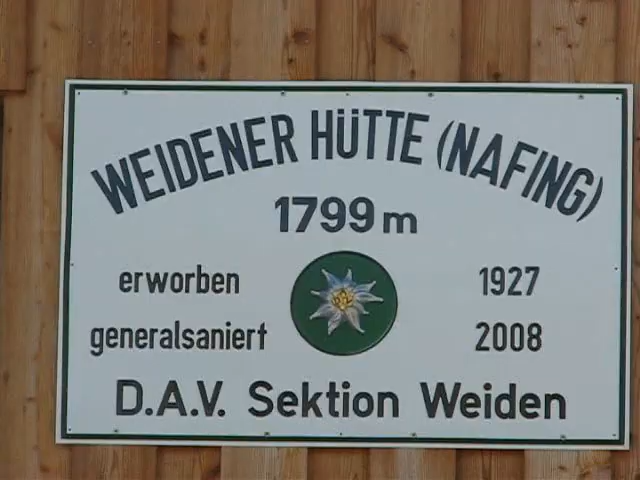 WEIDENER HÜTTE (NAFING)
1799 m
erworben 1927
generalsaniert 2008
D.A.V. Sektion Weiden